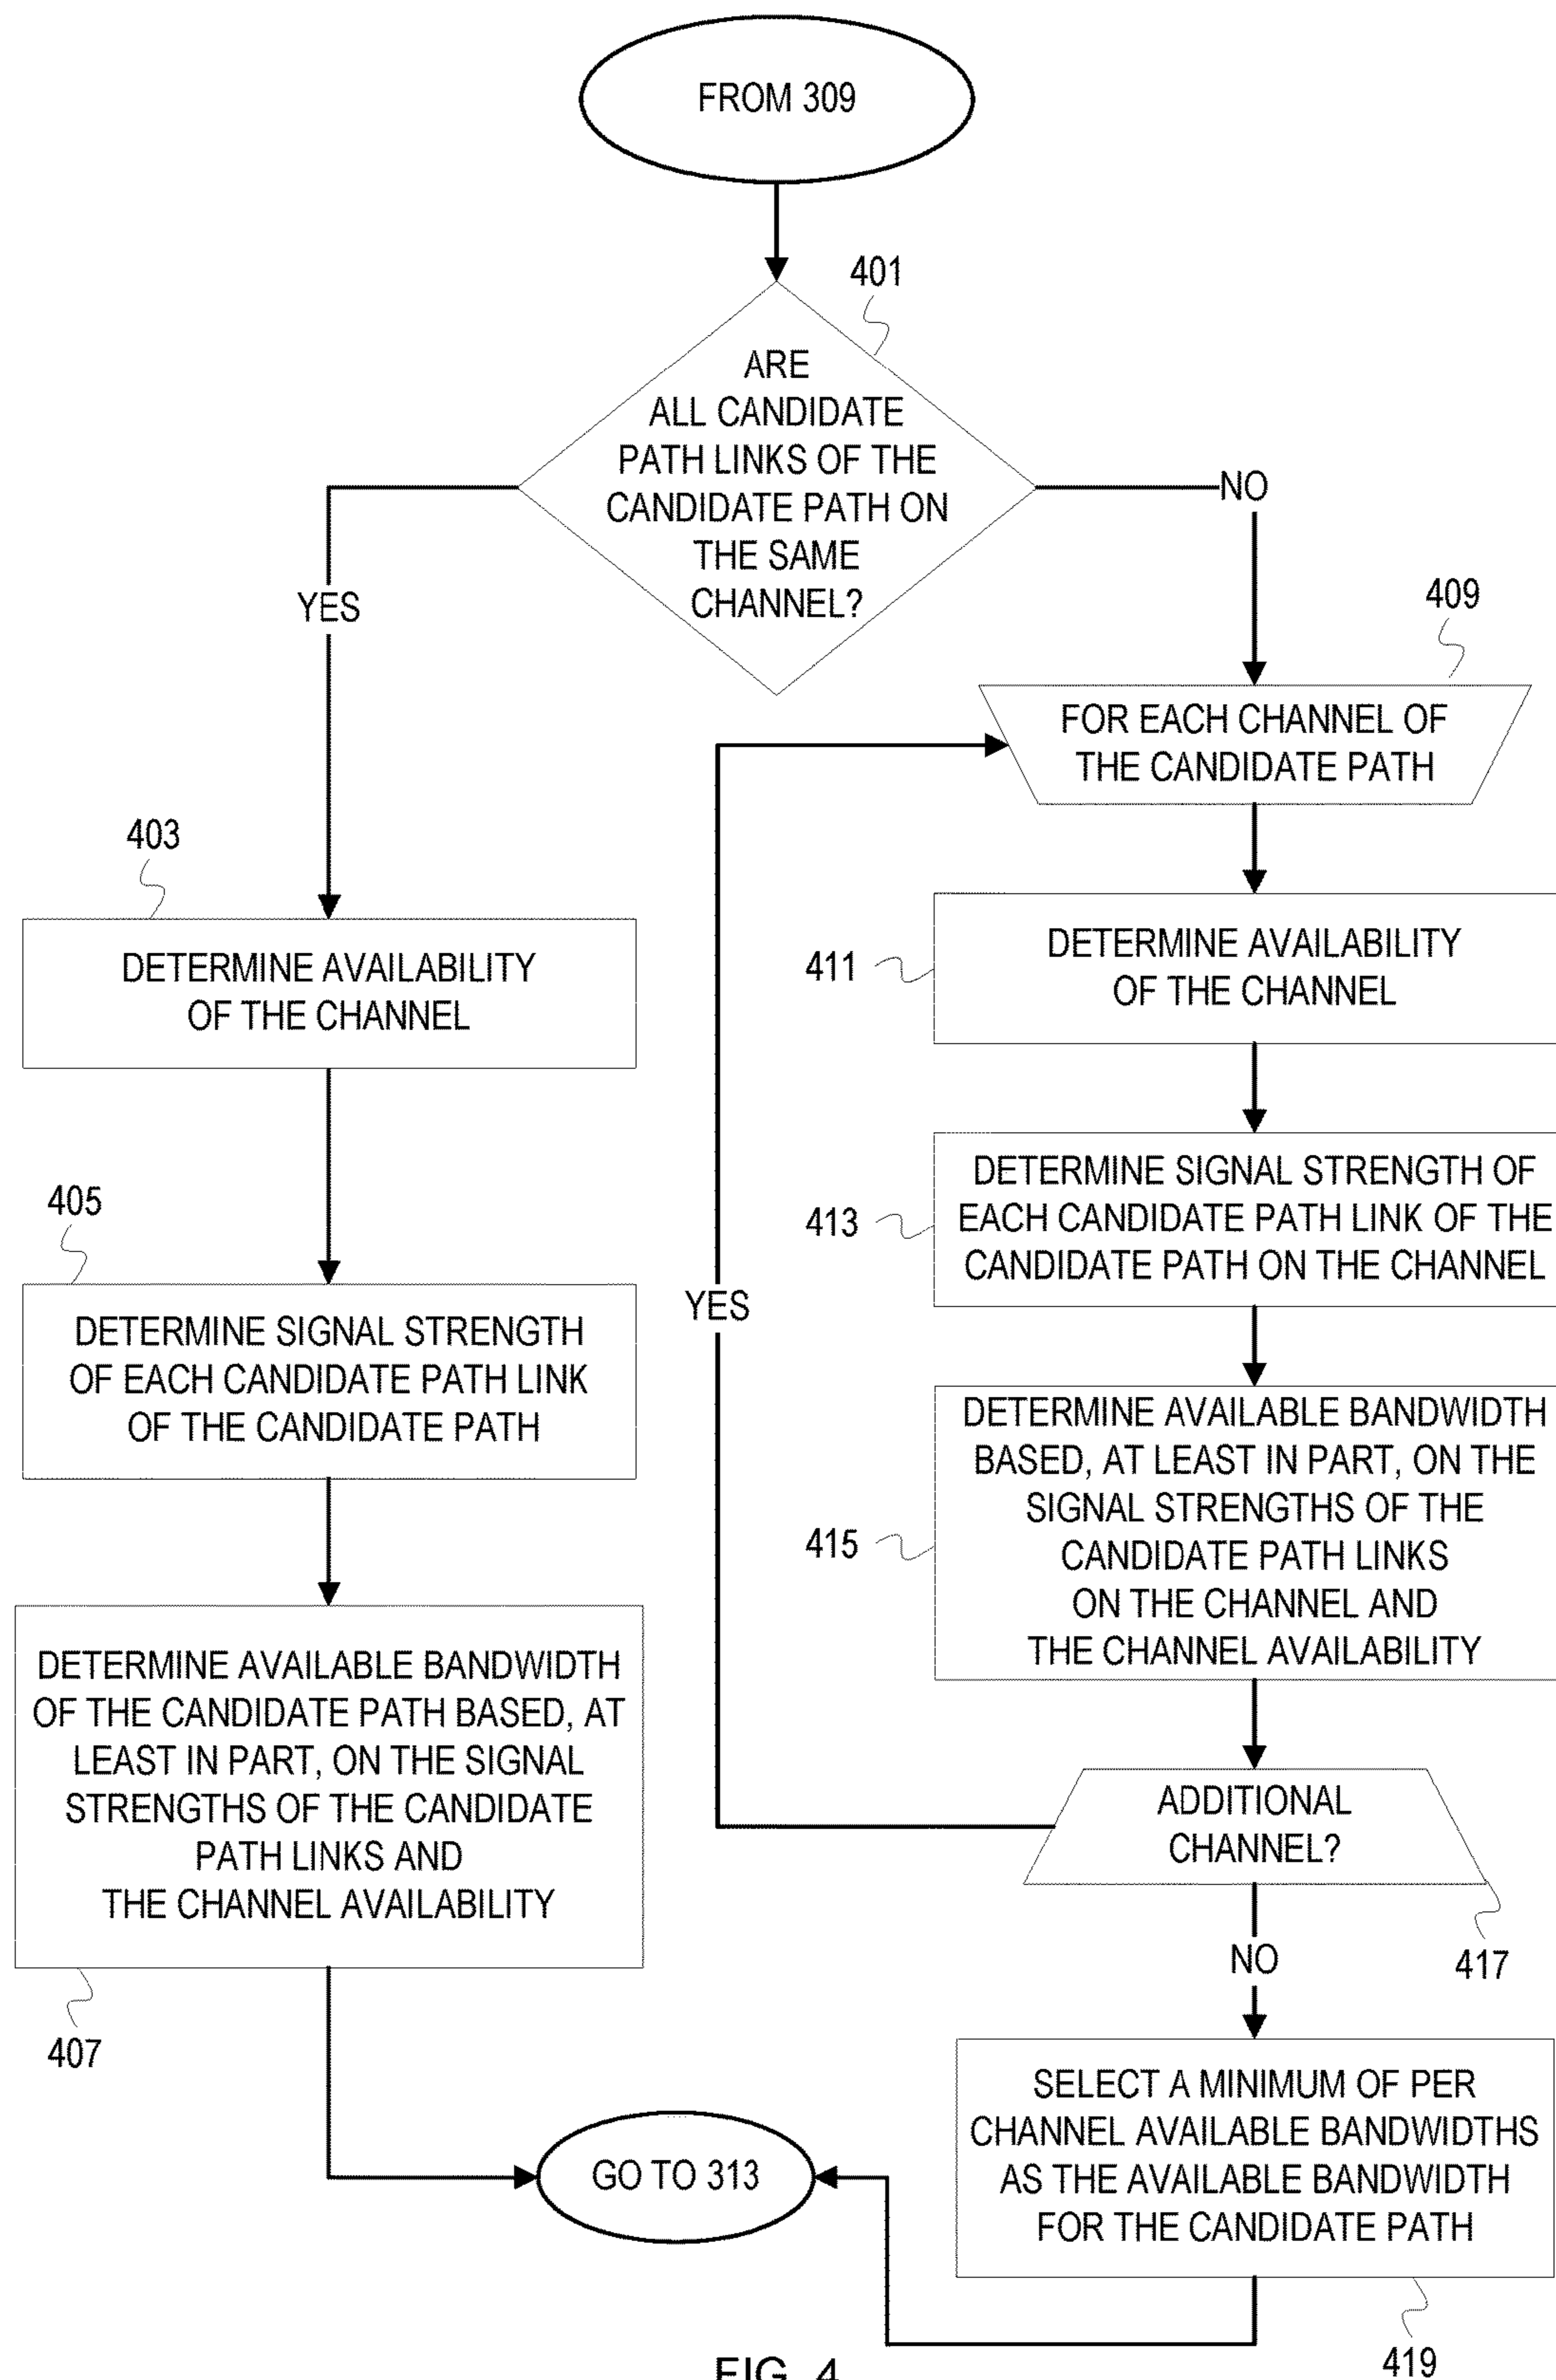 FROM 309
401
ARE
ALL CANDIDATE
PATH LINKS OF THE
CANDIDATE PATH ON
THE SAME
CHANNEL?
NO
YES
409
FOR EACH CHANNEL OF
THE CANDIDATE PATH
403
DETERMINE AVAILABILITY
OF THE CHANNEL
411
DETERMINE AVAILABILITY
OF THE CHANNEL
405
DETERMINE SIGNAL STRENGTH
OF EACH CANDIDATE PATH LINK
OF THE CANDIDATE PATH
413
DETERMINE SIGNAL STRENGTH OF
EACH CANDIDATE PATH LINK OF THE
CANDIDATE PATH ON THE CHANNEL
YES
415
DETERMINE AVAILABLE BANDWIDTH
BASED, AT LEAST IN PART, ON THE
SIGNAL STRENGTHS OF THE
CANDIDATE PATH LINKS
ON THE CHANNEL AND
THE CHANNEL AVAILABILITY
DETERMINE AVAILABLE BANDWIDTH
OF THE CANDIDATE PATH BASED, AT
LEAST IN PART, ON THE SIGNAL
STRENGTHS OF THE CANDIDATE
PATH LINKS AND
THE CHANNEL AVAILABILITY
407
ADDITIONAL
CHANNEL?
417
NO
SELECT A MINIMUM OF PER
CHANNEL AVAILABLE BANDWIDTHS
AS THE AVAILABLE BANDWIDTH
FOR THE CANDIDATE PATH
419
GO TO 313
FIG. 4